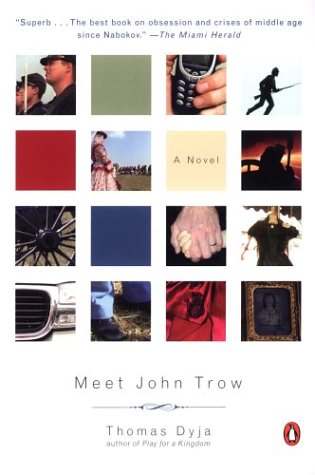 "Superb . . . The best book on obsession and crises of middle age
since Nabokov." —The Miami Herald
A Novel
Meet John Trow
Thomas Dyja
author of Play for a Kingdom